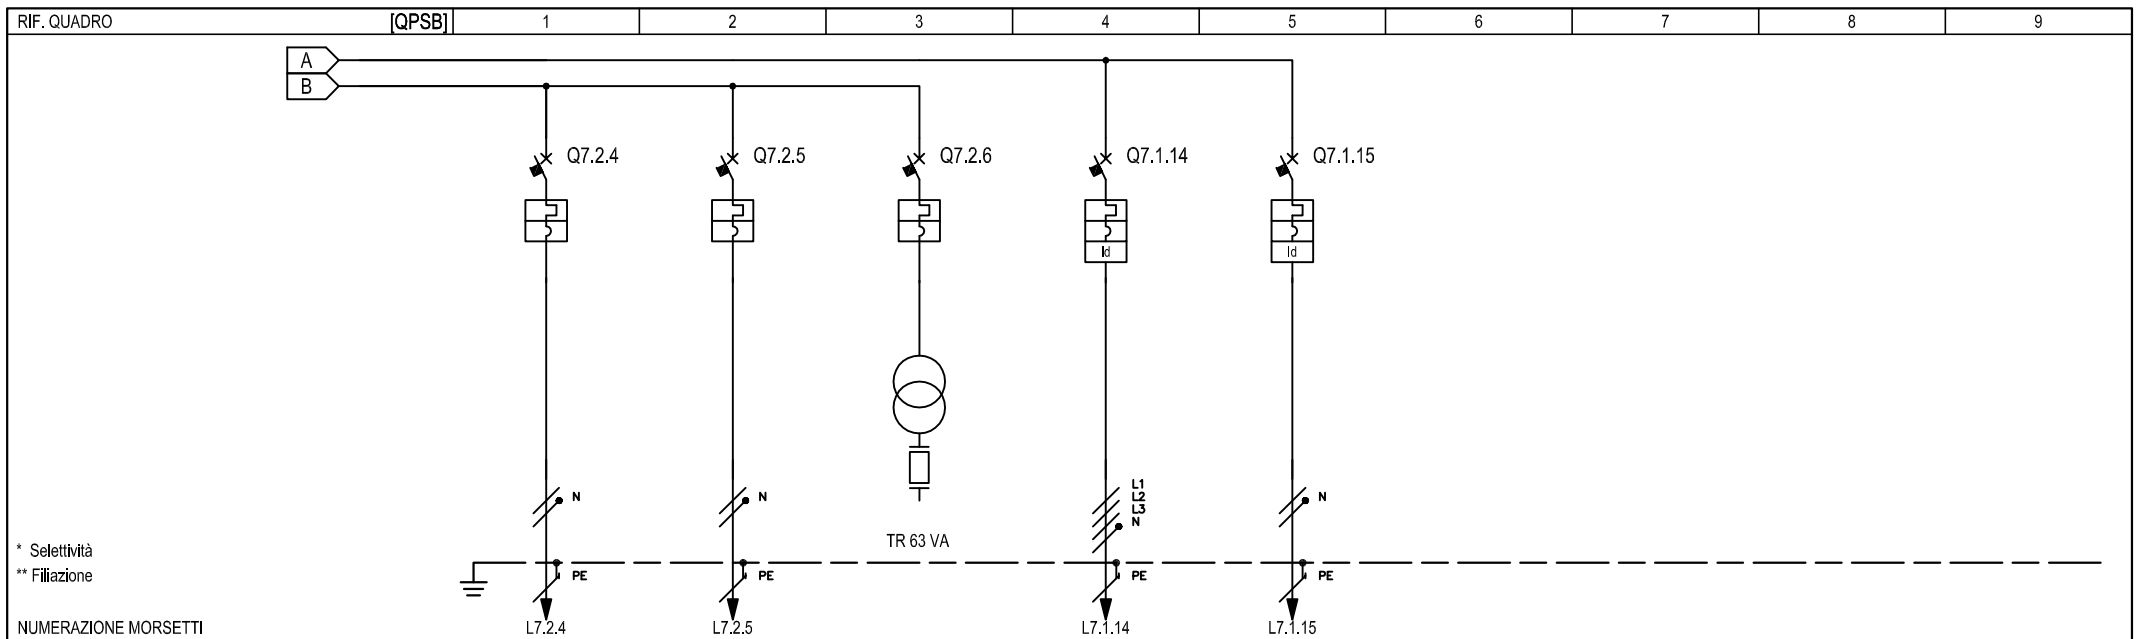 RIF. QUADRO [QPSB] 1 2 3 4 5 6 7 8 9
A
B
Q7.2.4 Q7.2.5 Q7.2.6 Q7.1.14 Q7.1.15
Id Id
L1
L2
L3
N N N N
TR 63 VA
* Selettività
** Filiazione
PE PE PE PE
NUMERAZIONE MORSETTI L7.2.4 L7.2.5 L7.1.14 L7.1.15